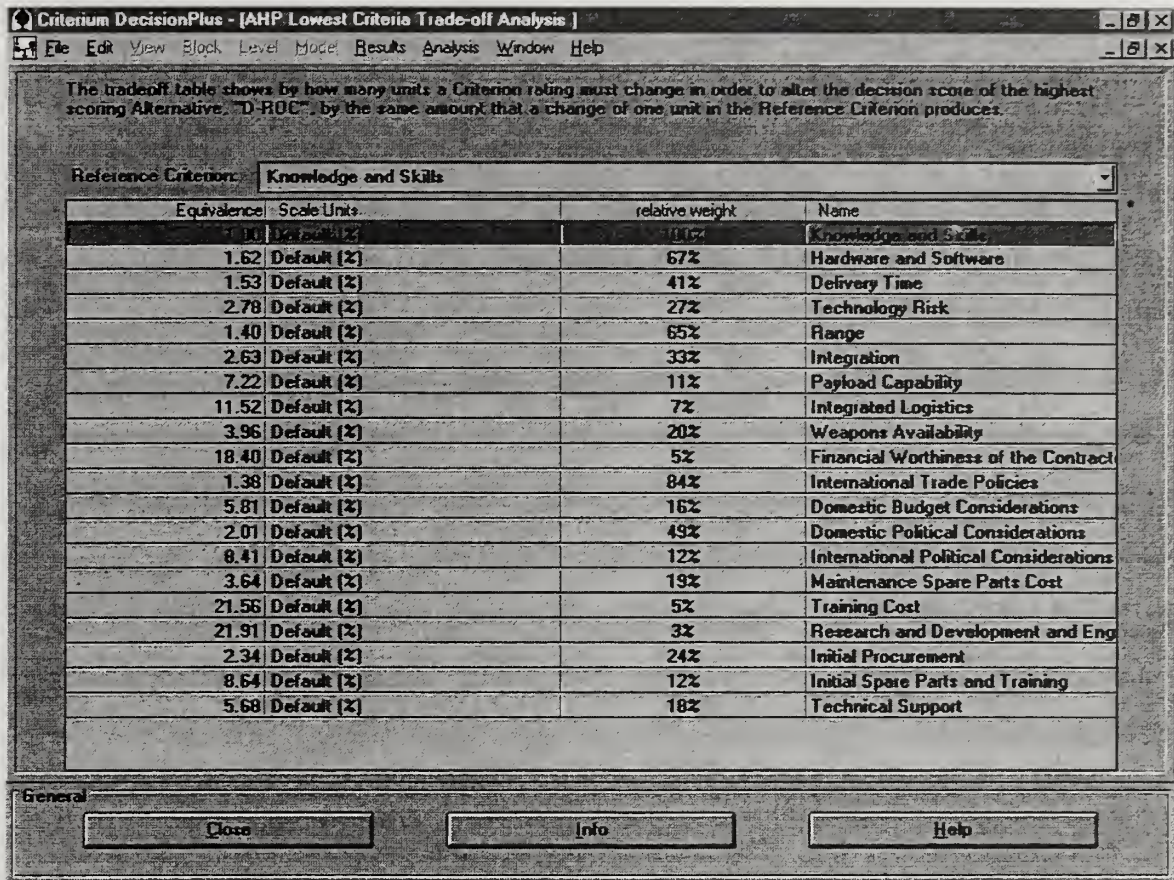 Criterium DecisionPlus - [AHP Lowest Criteria Trade-off Analysis ]
File Edit View Block Level Model Results Analysis Window Help
The tradeoff table shows by how many units a Criterion rating must change in order to alter the decision score of the highest
scoring Alternative, "D-ROC", by the same amount that a change of one unit in the Reference Criterion produces.
Reference Criterion: Knowledge and Skills
Equivalence Scale Units relative weight Name
1.00 Default (%) 100% Knowledge and Skills
1.62 Default (%) 67% Hardware and Software
1.53 Default (%) 41% Delivery Time
2.78 Default (%) 27% Technology Risk
1.40 Default (%) 65% Range
2.63 Default (%) 33% Integration
7.22 Default (%) 11% Payload Capability
11.52 Default (%) 7% Integrated Logistics
3.96 Default (%) 20% Weapons Availability
18.40 Default (%) 5% Financial Worthiness of the Contract
1.38 Default (%) 84% International Trade Policies
5.81 Default (%) 16% Domestic Budget Considerations
2.01 Default (%) 49% Domestic Political Considerations
8.41 Default (%) 12% International Political Considerations
3.64 Default (%) 19% Maintenance Spare Parts Cost
21.56 Default (%) 5% Training Cost
21.91 Default (%) 3% Research and Development and Eng
2.34 Default (%) 24% Initial Procurement
8.64 Default (%) 12% Initial Spare Parts and Training
5.68 Default (%) 18% Technical Support
General
Close Info Help